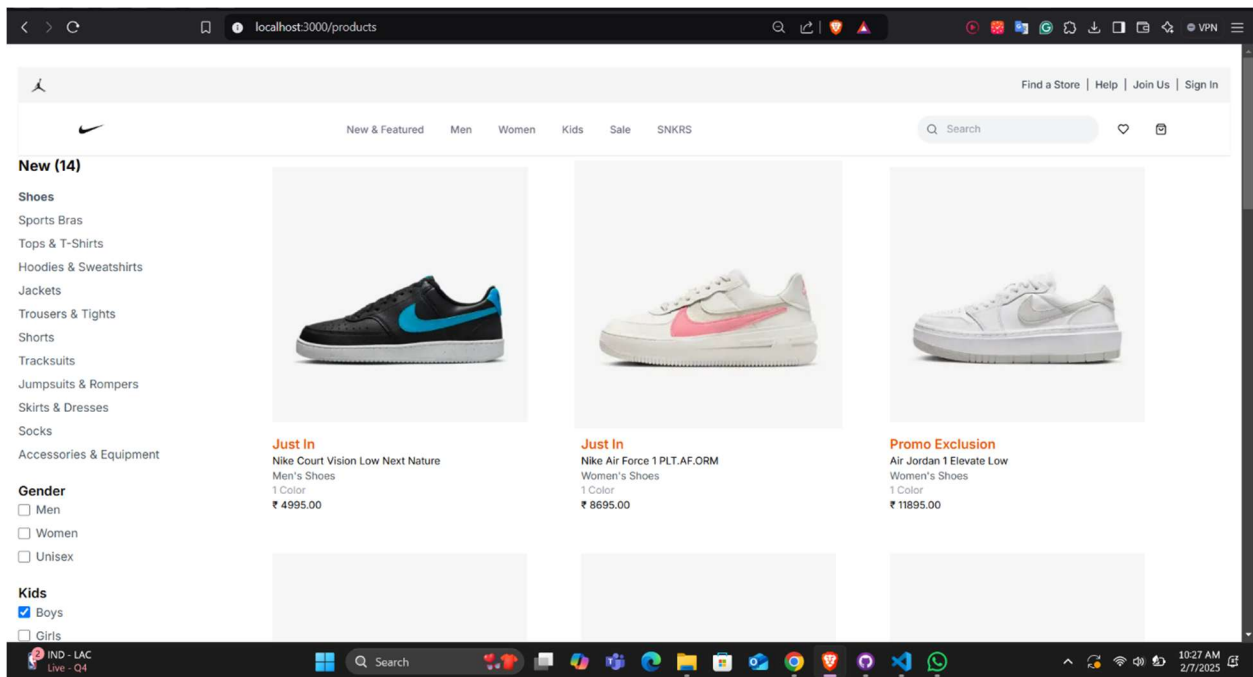 localhost:3000/products
VPN
Find a Store | Help | Join Us | Sign In
New & Featured Men Women Kids Sale SNKRS
Search
New (14)
Shoes
Sports Bras
Tops & T-Shirts
Hoodies & Sweatshirts
Jackets
Trousers & Tights
Shorts
Tracksuits
Jumpsuits & Rompers
Skirts & Dresses
Socks
Accessories & Equipment
Gender
Men
Women
Unisex
Kids
Boys
Girls
Just In
Nike Court Vision Low Next Nature
Men's Shoes
1 Color
₹ 4995.00
Just In
Nike Air Force 1 PLT.AF.ORM
Women's Shoes
1 Color
₹ 8695.00
Promo Exclusion
Air Jordan 1 Elevate Low
Women's Shoes
1 Color
₹ 11895.00
2
IND - LAC
Live - Q4
Search
10:27 AM
2/7/2025